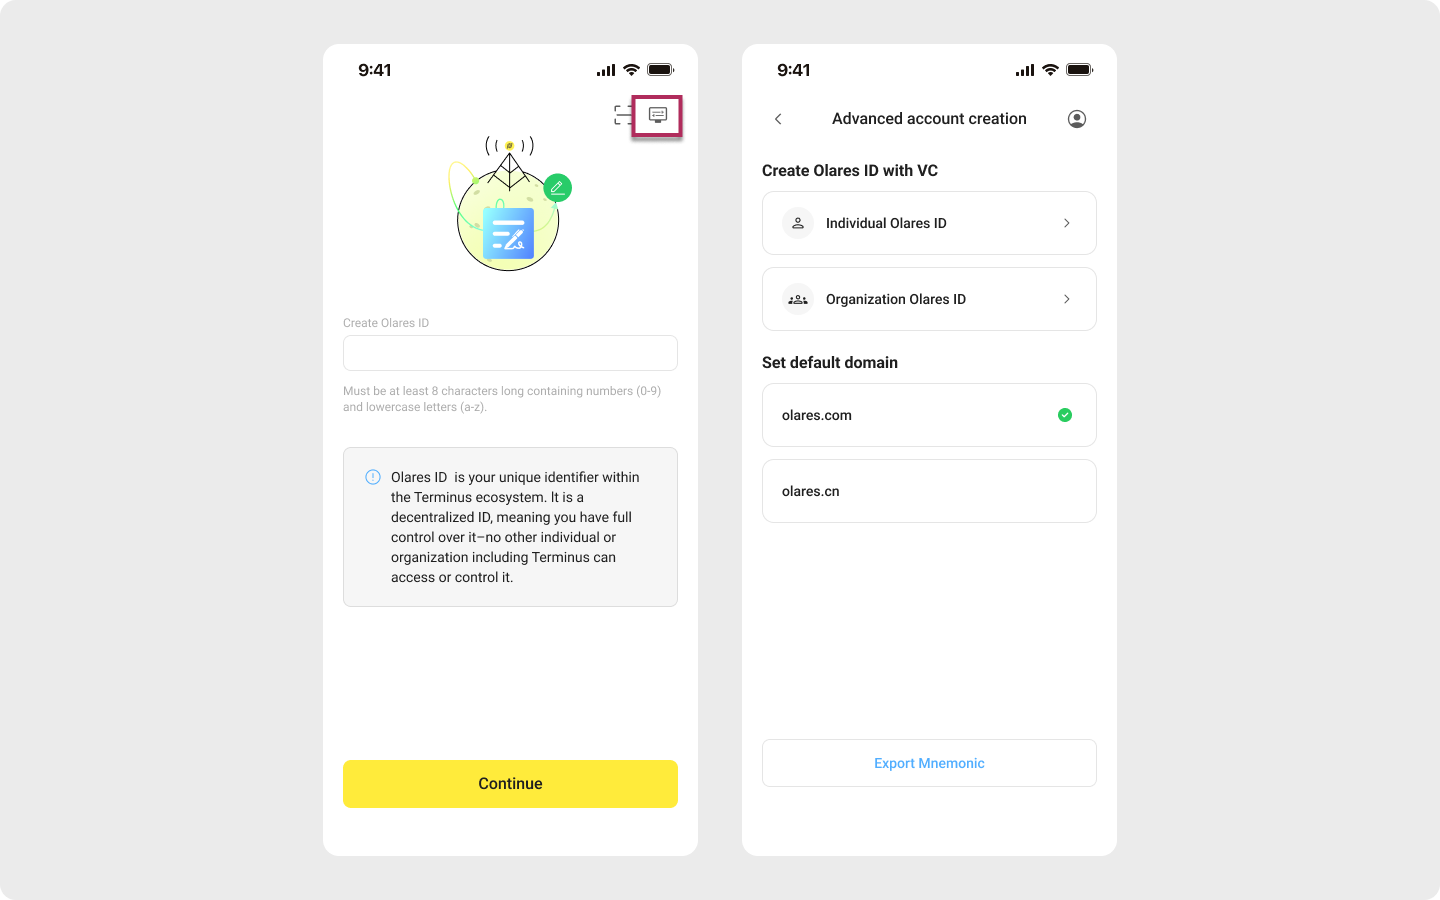 9:41
Create Olares ID
Must be at least 8 characters long containing numbers (0-9)
and lowercase letters (a-z).
Olares ID  is your unique identifier within
the Terminus ecosystem. It is a
decentralized ID, meaning you have full
control over it–no other individual or
organization including Terminus can
access or control it.
Continue
9:41
Advanced account creation
Create Olares ID with VC
Individual Olares ID
Organization Olares ID
Set default domain
olares.com
olares.cn
Export Mnemonic